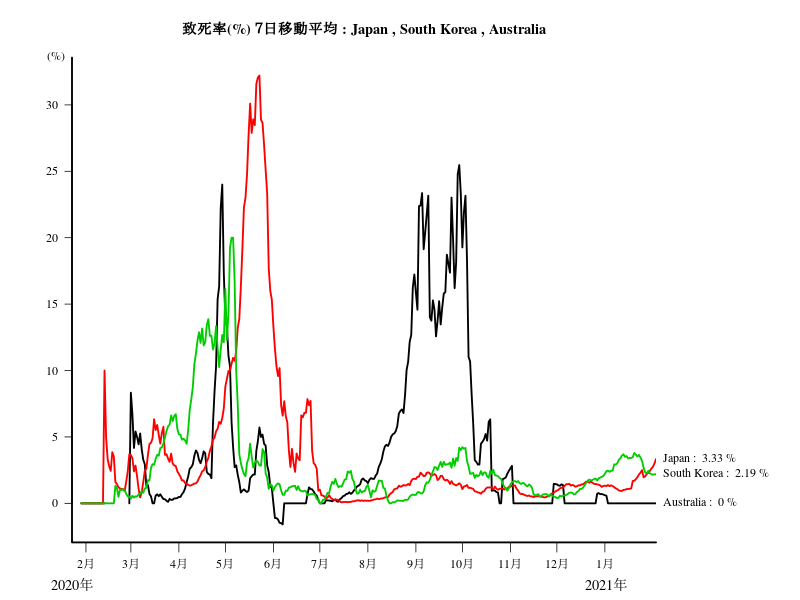 致死率(%) 7日移動平均 : Japan , South Korea , Australia
(%)
30
25
20
15
10
5
0
Japan : 3.33 %
South Korea : 2.19 %
Australia : 0 %
2月 3月 4月 5月 6月 7月 8月 9月 10月 11月 12月 1月
2020年 2021年